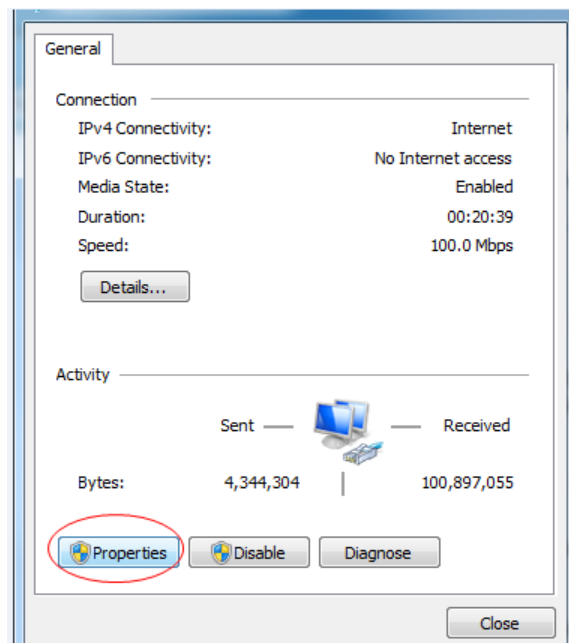 General
Connection
IPv4 Connectivity: Internet
IPv6 Connectivity: No Internet access
Media State: Enabled
Duration: 00:20:39
Speed: 100.0 Mbps
Details...
Activity
Sent Received
Bytes: 4,344,304 100,897,055
Properties Disable Diagnose
Close